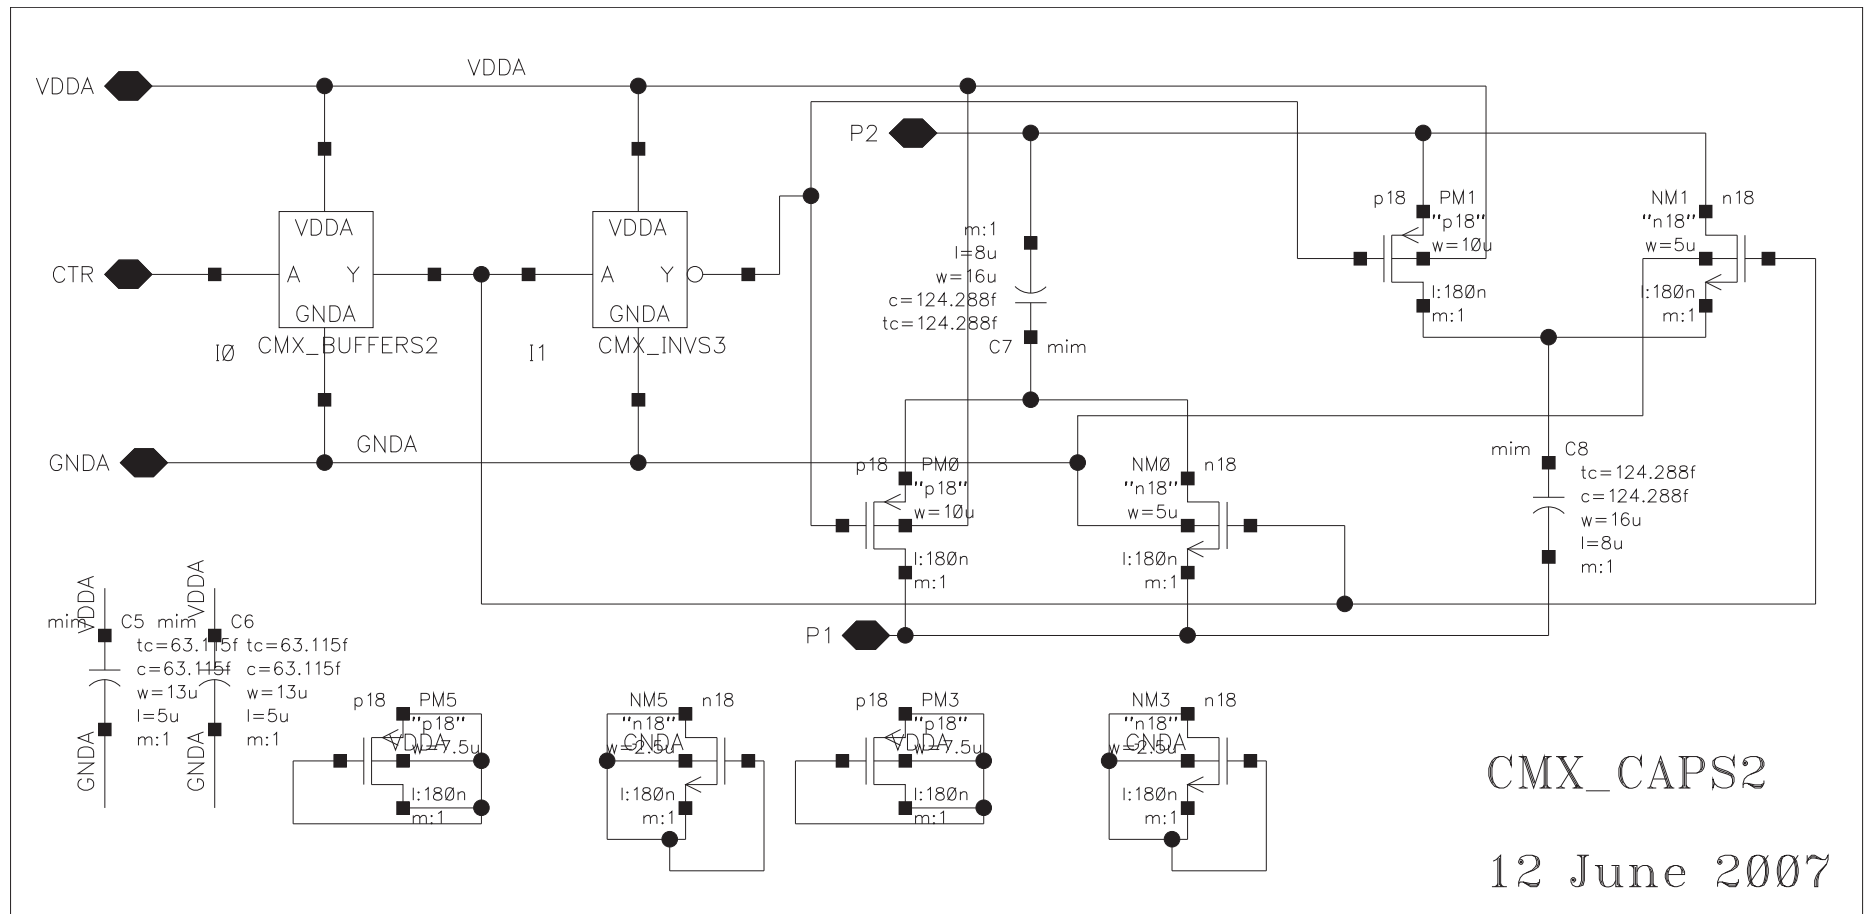 VDDA
VDDA
P2
p18 PM1
"p18"
w=10u
l:180n
m:1
NM1 n18
"n18"
w=5u
l:180n
m:1
m:1
l=8u
w=16u
c=124.288f
tc=124.288f
C7 mim
CTR
VDDA
A Y
GNDA
I0 CMX_BUFFERS2
VDDA
A Y
GNDA
I1 CMX_INVS3
GNDA
GNDA
p18 PM0
"p18"
w=10u
l:180n
m:1
NM0 n18
"n18"
w=5u
l:180n
m:1
mim C8
tc=124.288f
c=124.288f
w=16u
l=8u
m:1
P1
VDDA
mim C5
tc=63.115f
c=63.115f
w=13u
l=5u
m:1
GNDA
VDDA
mim C6
tc=63.115f
c=63.115f
w=13u
l=5u
m:1
GNDA
p18 PM5
"p18"
VDDA
w=7.5u
l:180n
m:1
NM5 n18
"n18"
GNDA
w=2.5u
l:180n
m:1
p18 PM3
"p18"
VDDA
w=7.5u
l:180n
m:1
NM3 n18
"n18"
GNDA
w=2.5u
l:180n
m:1
CMX_CAPS2
12 June 2007